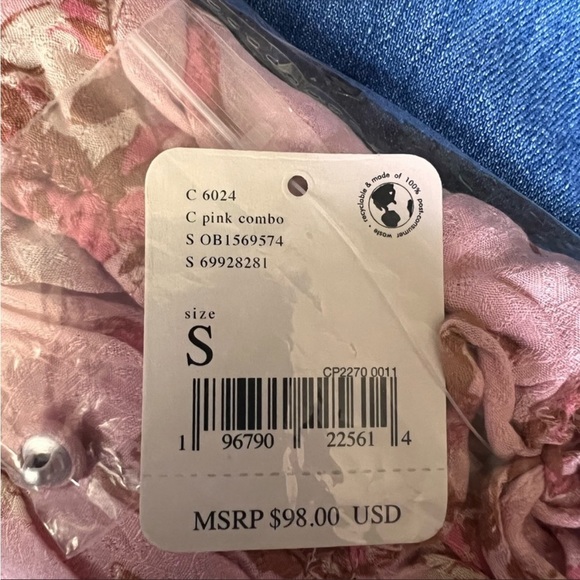 C 6024
C pink combo
S OB1569574
S 69928281
recyclable & made of 100% post-consumer waste •
size
S
CP2270 0011
1 96790 22561 4
MSRP $98.00 USD